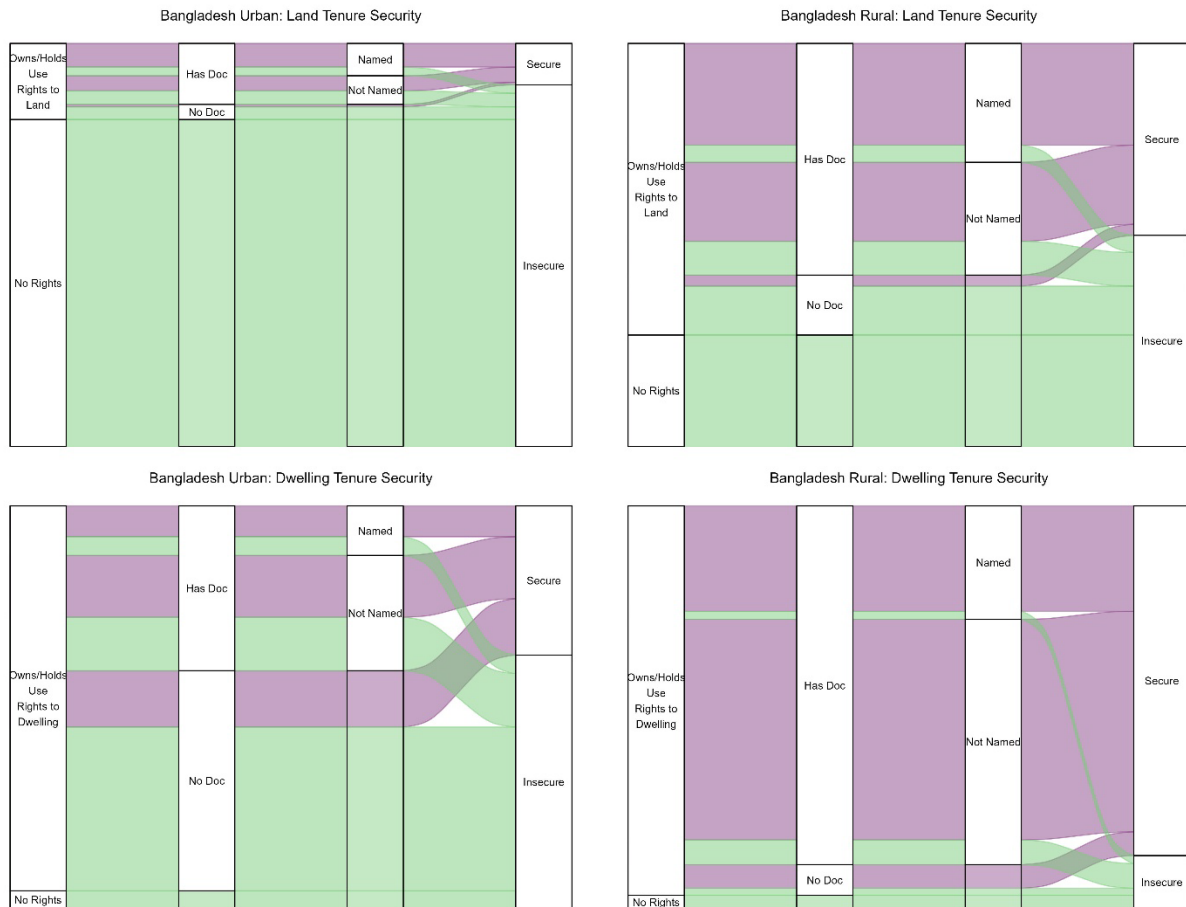 Bangladesh Urban: Land Tenure Security
Owns/Holds
Use
Rights to
Land
No Rights
Has Doc
No Doc
Named
Not Named
Secure
Insecure
Bangladesh Rural: Land Tenure Security
Owns/Holds
Use
Rights to
Land
No Rights
Has Doc
No Doc
Named
Not Named
Secure
Insecure
Bangladesh Urban: Dwelling Tenure Security
Owns/Holds
Use
Rights to
Dwelling
No Rights
Has Doc
No Doc
Named
Not Named
Secure
Insecure
Bangladesh Rural: Dwelling Tenure Security
Owns/Holds
Use
Rights to
Dwelling
No Rights
Has Doc
No Doc
Named
Not Named
Secure
Insecure